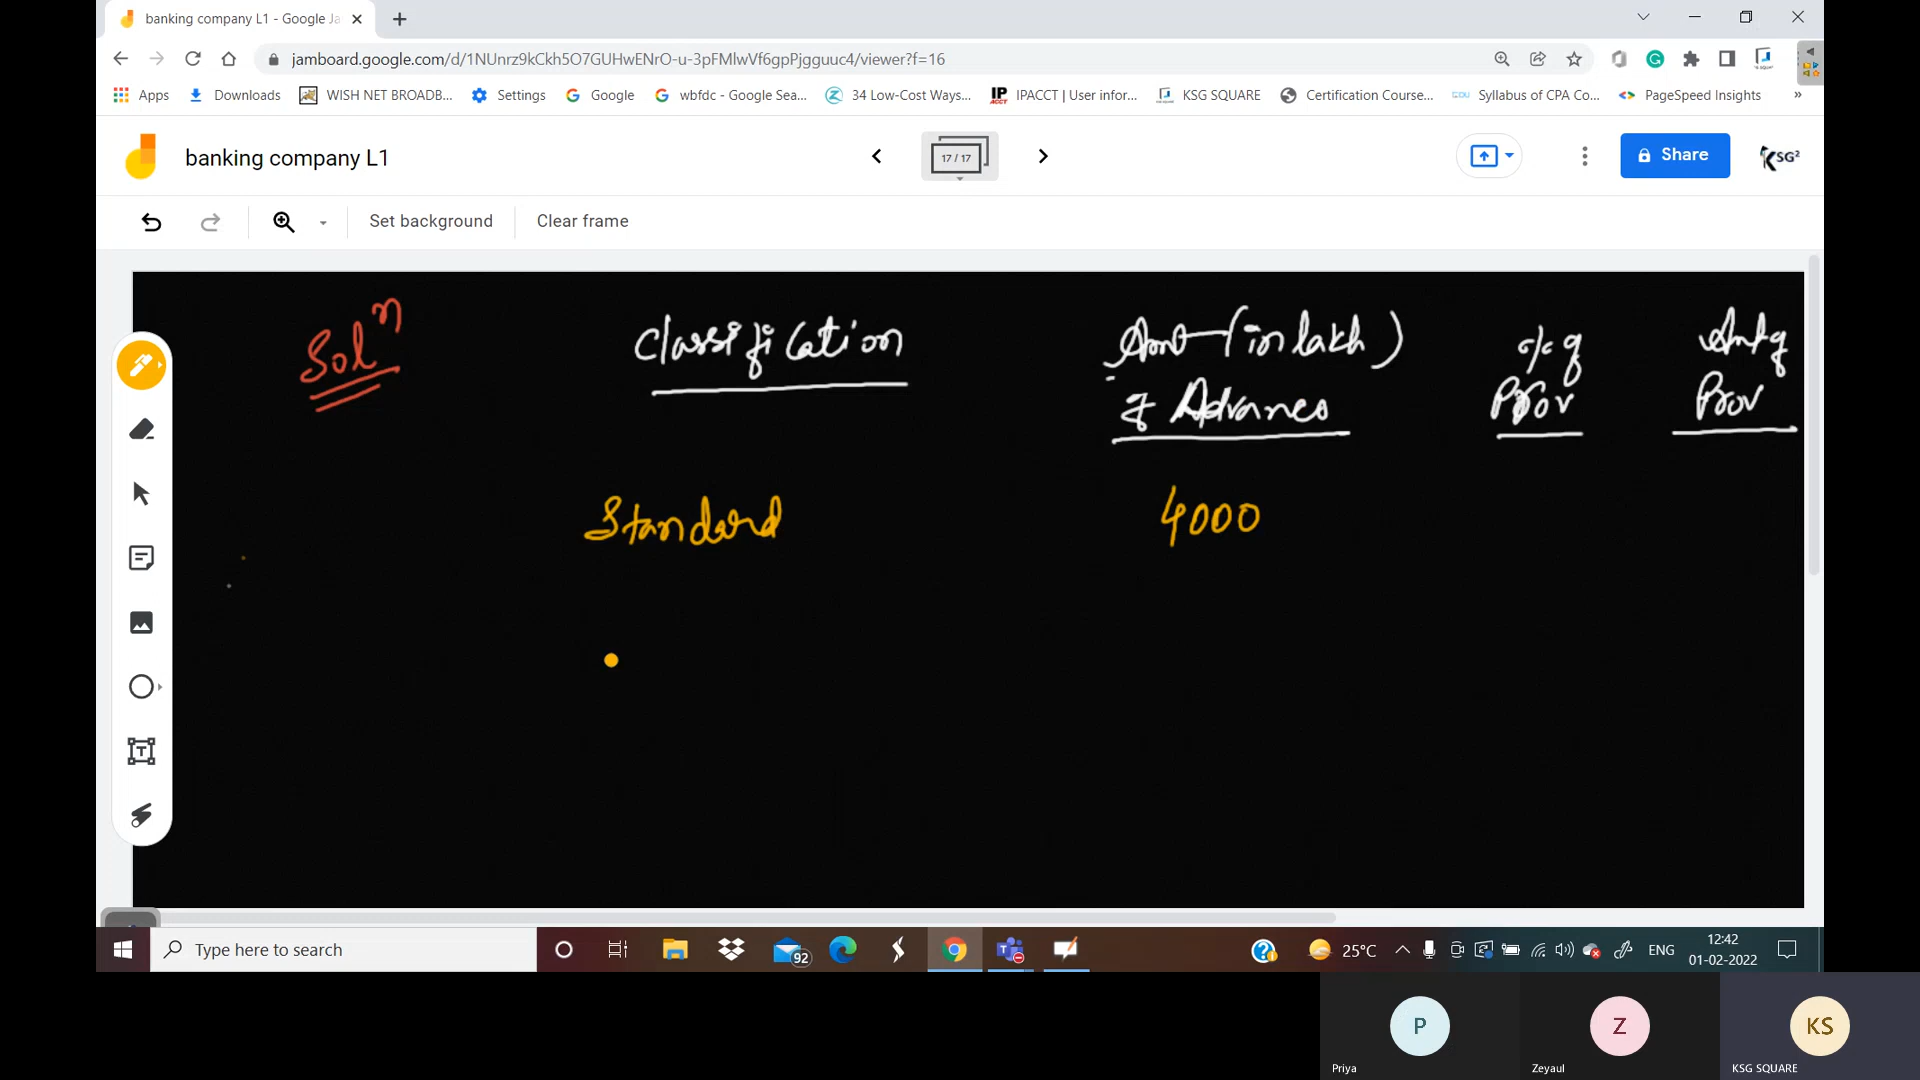 banking company L1 - Google Ja
jamboard.google.com/d/1NUnrz9kCkh5O7GUHwENrO-u-3pFMlwVf6gpPjgguuc4/viewer?f=16
Apps Downloads WISH NET BROADB... Settings Google wbfdc - Google Sea... 34 Low-Cost Ways... IPACCT | User infor... KSG SQUARE Certification Course... Syllabus of CPA Co... PageSpeed Insights »
banking company L1
17 / 17
Share
KSG²
Set background Clear frame
Solⁿ Classification Amt (in lakh) % of Amt of
of Advances Prov Prov
Standard 4000
Type here to search
92
25°C
ENG
12:42
01-02-2022
P Z KS
Priya Zeyaul KSG SQUARE